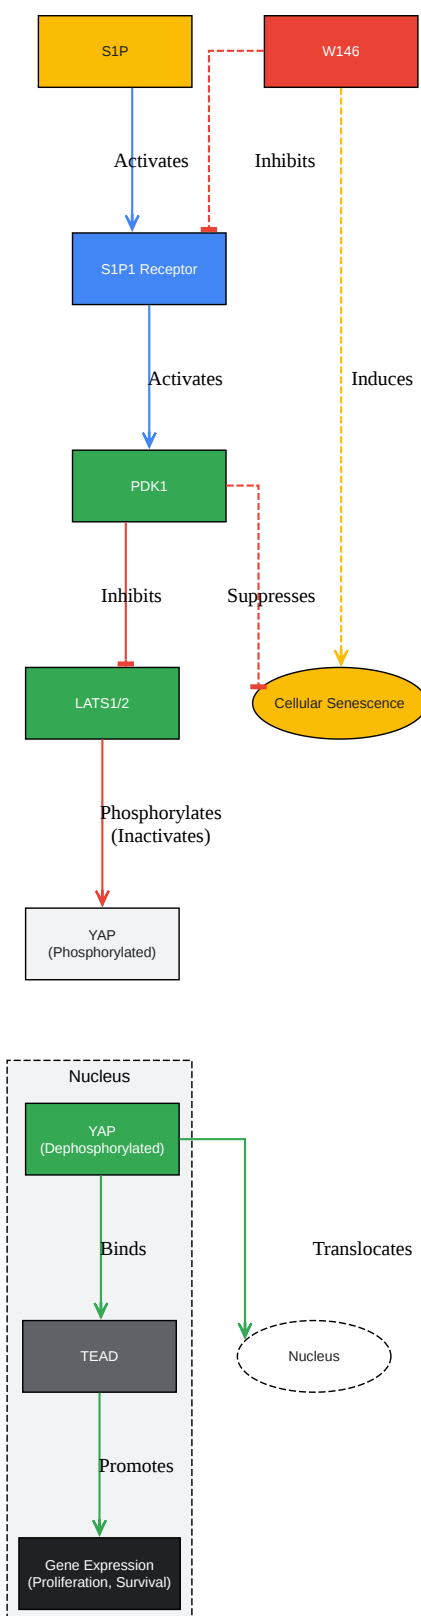 S1P
W146
Activates
Inhibits
S1P1 Receptor
Activates
Induces
PDK1
Inhibits
Suppresses
LATS1/2
Cellular Senescence
Phosphorylates
(Inactivates)
YAP
(Phosphorylated)
Nucleus
YAP
(Dephosphorylated)
Binds
Translocates
TEAD
Nucleus
Promotes
Gene Expression
(Proliferation, Survival)